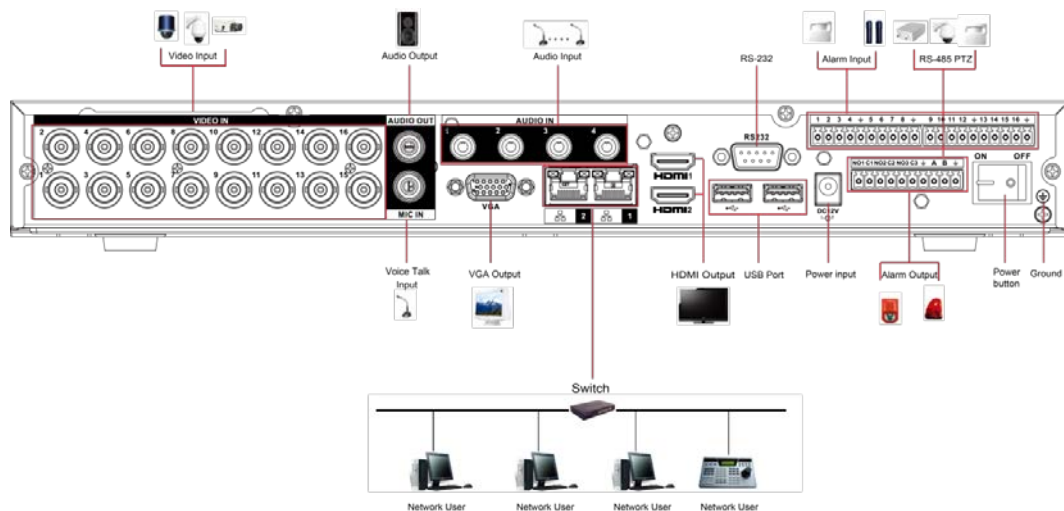 Video Input
Audio Output
Audio Input
RS-232
Alarm Input
RS-485 PTZ
VIDEO IN
AUDIO OUT
AUDIO IN
2 4 6 8 10 12 14 16
1 2 3 4
RS232
1 2 3 4 5 6 7 8 9 10 11 12 13 14 15 16
HDMI1
NO1 C1 NO2 C2 NO3 C3 A B
ON OFF
1 3 5 7 9 11 13 15
MIC IN
VGA
2 1
HDMI2
DC12V
Voice Talk
Input
VGA Output
HDMI Output
USB Port
Power input
Alarm Output
Power
button
Ground
Switch
Network User
Network User
Network User
Network User